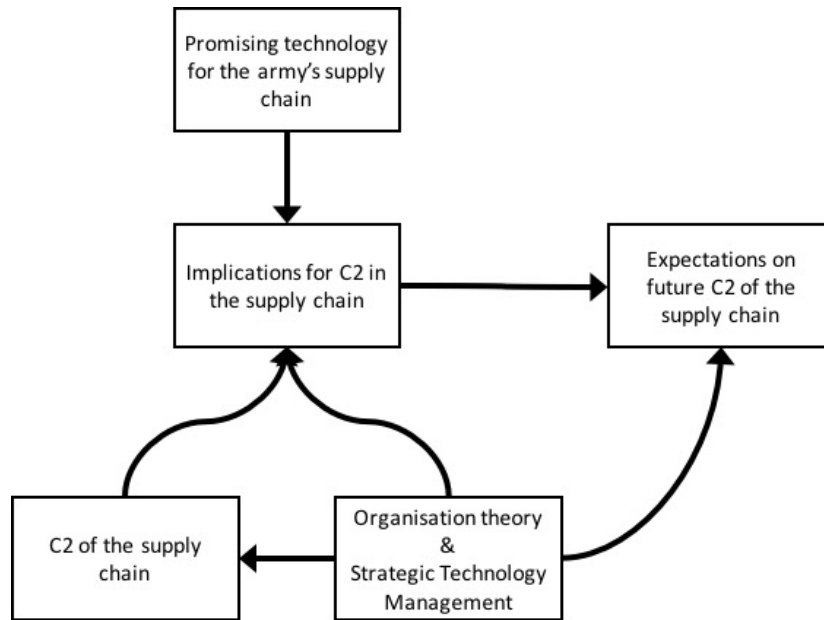 Promising technology
for the army's supply
chain
Implications for C2 in
the supply chain
Expectations on
future C2 of the
supply chain
C2 of the supply
chain
Organisation theory
&
Strategic Technology
Management